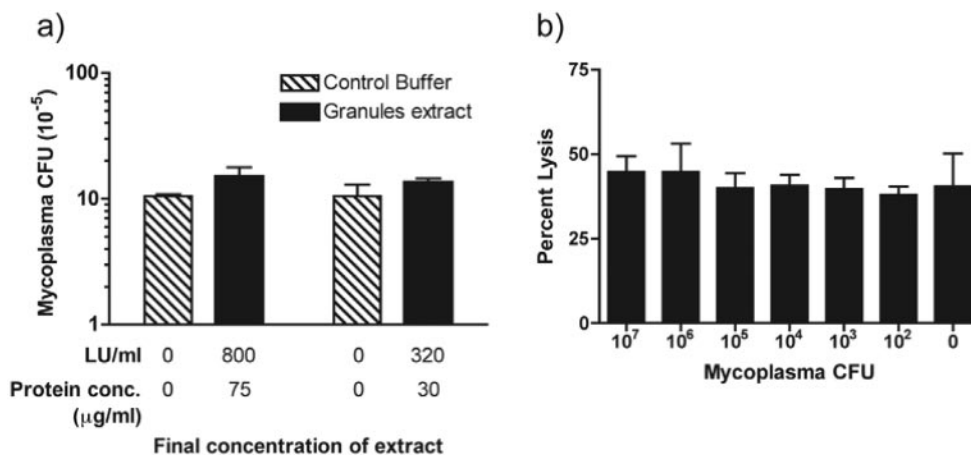 a)
Mycoplasma CFU (10⁻⁵)
100
10
1
Control Buffer
Granules extract
LU/ml 0 800 0 320
Protein conc. 0 75 0 30
(μg/ml)
Final concentration of extract
b)
Percent Lysis
75
50
25
0
10⁷ 10⁶ 10⁵ 10⁴ 10³ 10² 0
Mycoplasma CFU